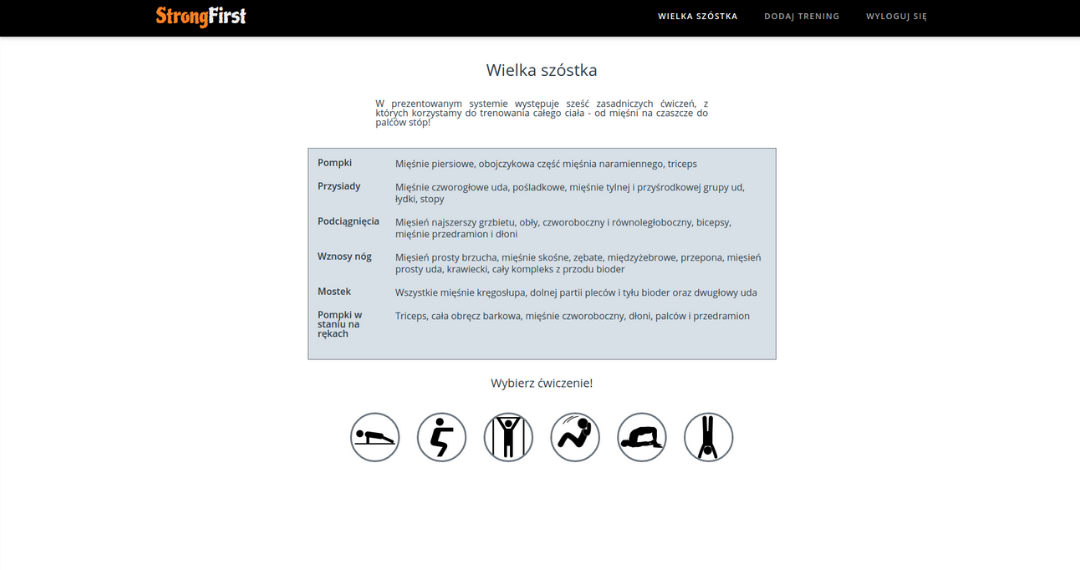 StrongFirst
WIELKA SZÓSTKA
DODAJ TRENING
WYLOGUJ SIĘ
Wielka szóstka
W prezentowanym systemie występuje sześć zasadniczych ćwiczeń, z
których korzystamy do trenowania całego ciała - od mięśni na czaszce do
palców stóp!
Pompki
Mięśnie piersiowe, obojczykowa część mięśnia naramiennego, triceps
Przysiady
Mięśnie czworogłowe uda, pośladkowe, mięśnie tylnej i przyśrodkowej grupy ud,
łydki, stopy
Podciągnięcia
Mięsień najszerszy grzbietu, obły, czworoboczny i równoległoboczny, bicepsy,
mięśnie przedramion i dłoni
Wznosy nóg
Mięsień prosty brzucha, mięśnie skośne, zębate, międzyżebrowe, przepona, mięsień
prosty uda, krawiecki, cały kompleks z przodu bioder
Mostek
Wszystkie mięśnie kręgosłupa, dolnej partii pleców i tyłu bioder oraz dwugłowy uda
Pompki w
staniu na
rękach
Triceps, cała obręcz barkowa, mięśnie czworoboczny, dłoni, palców i przedramion
Wybierz ćwiczenie!